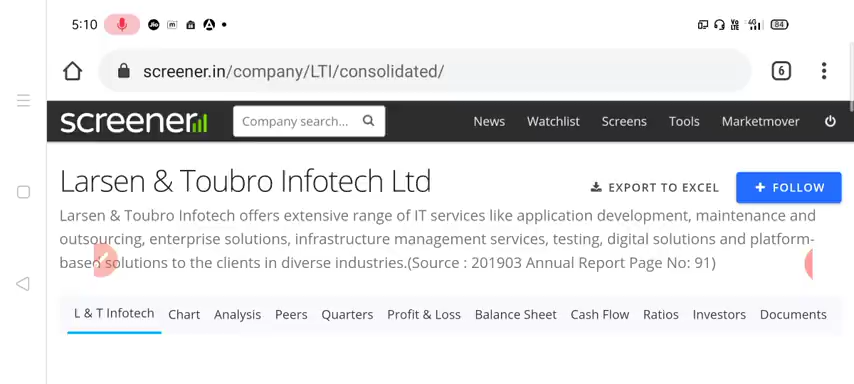 5:10 Jio m A 4G 84
screener.in/company/LTI/consolidated/ 6
screener Company search... News Watchlist Screens Tools Marketmover
Larsen & Toubro Infotech Ltd
EXPORT TO EXCEL + FOLLOW
Larsen & Toubro Infotech offers extensive range of IT services like application development, maintenance and
outsourcing, enterprise solutions, infrastructure management services, testing, digital solutions and platform-
based solutions to the clients in diverse industries.(Source : 201903 Annual Report Page No: 91)
L & T Infotech Chart Analysis Peers Quarters Profit & Loss Balance Sheet Cash Flow Ratios Investors Documents